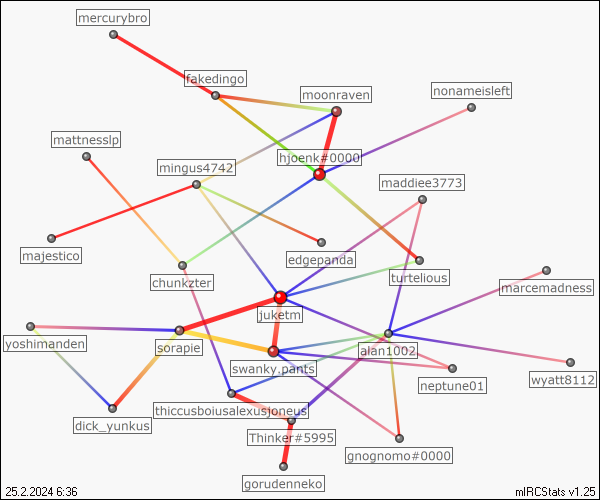 mercurybro
fakedingo
moonraven
nonameisleft
mattnesslp
mingus4742
hjoenk#0000
maddiee3773
majestico
edgepanda
chunkzter
turtelious
marcemadness
juketm
yoshimanden
sorapie
alan1002
swanky.pants
neptune01
wyatt8112
dick_yunkus
thiccusboiusalexusjoneus
Thinker#5995
gnognomo#0000
gorudenneko
25.2.2024 6:36
mIRCStats v1.25